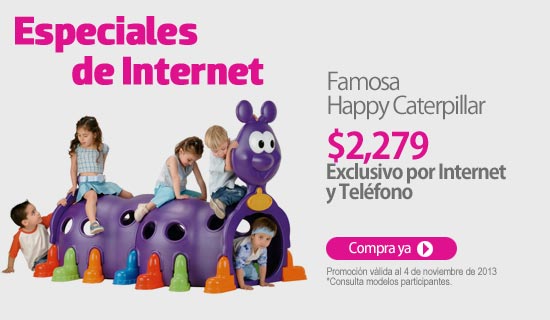 Especiales
de Internet
Famosa
Happy Caterpillar
$2,279
Exclusivo por Internet
y Teléfono
Compra ya
Promoción válida al 4 de noviembre de 2013
*Consulta modelos participantes.